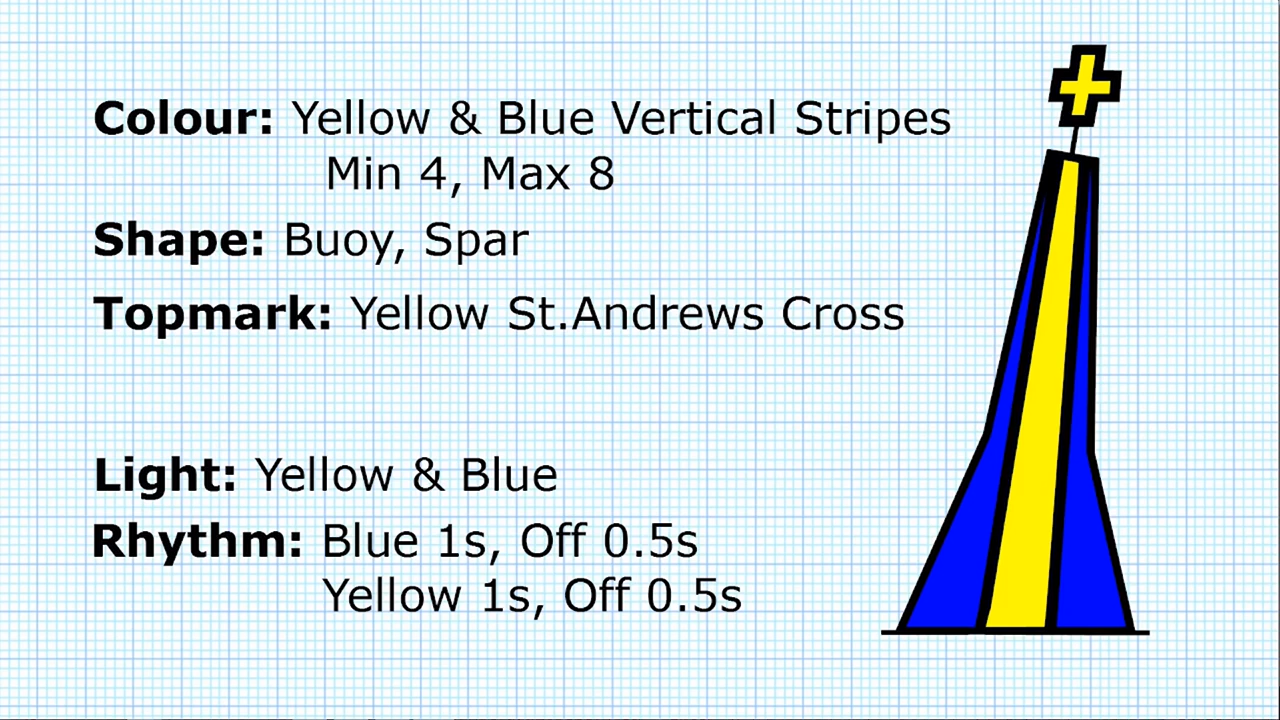 Colour: Yellow & Blue Vertical Stripes
Min 4, Max 8
Shape: Buoy, Spar
Topmark: Yellow St.Andrews Cross
Light: Yellow & Blue
Rhythm: Blue 1s, Off 0.5s
Yellow 1s, Off 0.5s